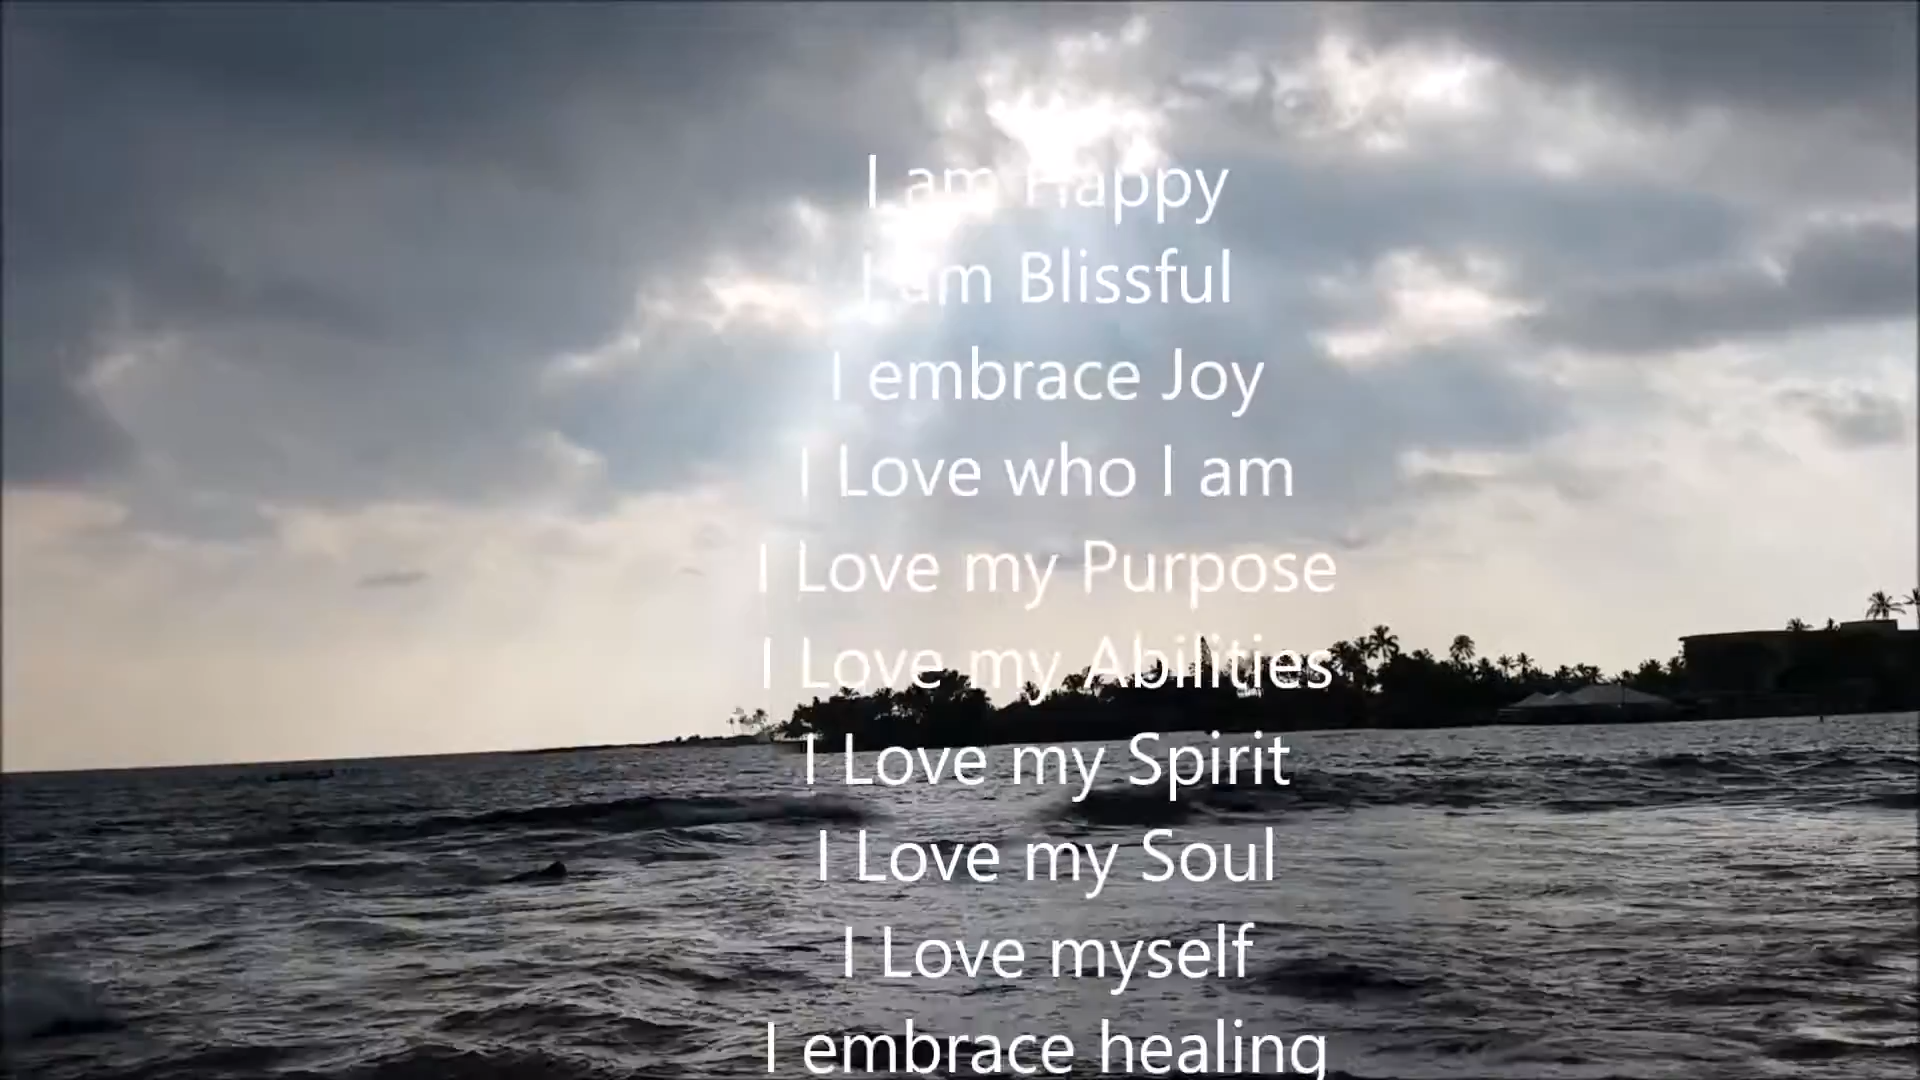 I am Happy
I am Blissful
I embrace Joy
I Love who I am
I Love my Purpose
I Love my Abilities
I Love my Spirit
I Love my Soul
I Love myself
I embrace healing